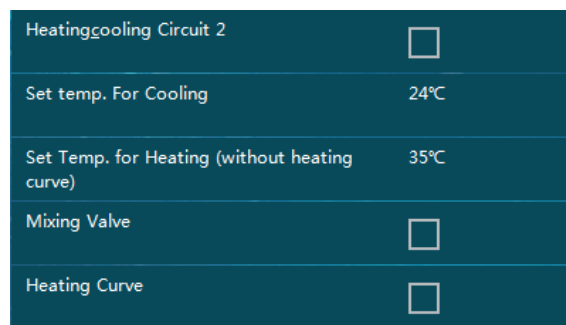 Heatingcooling Circuit 2
Set temp. For Cooling 24℃
Set Temp. for Heating (without heating 35℃
curve)
Mixing Valve
Heating Curve